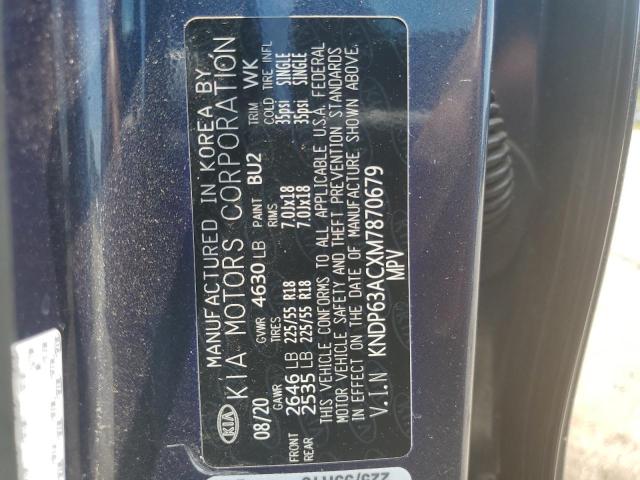 MANUFACTURED IN KOREA BY
KIA KIA MOTORS CORPORATION
08/20 GVWR 4630 LB PAINT BU2 TRIM WK
GAWR TIRES RIMS COLD TIRE INFL
FRONT 2646 LB 225/55 R18 7.0Jx18 35psi SINGLE
REAR 2535 LB 225/55 R18 7.0Jx18 35psi SINGLE
THIS VEHICLE CONFORMS TO ALL APPLICABLE U.S.A. FEDERAL
MOTOR VEHICLE SAFETY AND THEFT PREVENTION STANDARDS
IN EFFECT ON THE DATE OF MANUFACTURE SHOWN ABOVE.
V.I.N KNDP63ACXM7870679
MPV